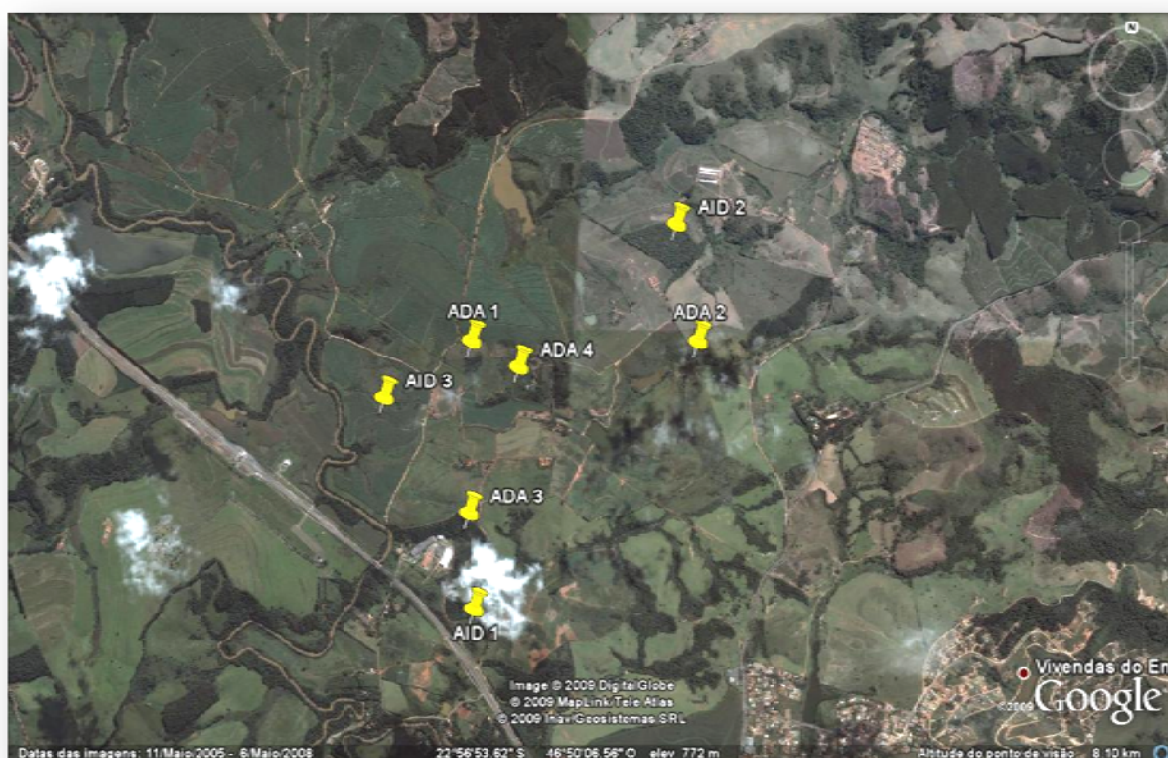 N
AID 2
ADA 1
ADA 2
ADA 4
AID 3
ADA 3
AID 1
Vivendas do En
Image © 2009 DigitalGlobe
© 2009 MapLink/Tele Atlas
© 2009 Inav/Geosistemas SRL
©2009 Google
Datas das imagens: 11/Maio/2005 - 6/Maio/2008 22°56'53.62" S 46°50'06.56" O elev 772 m Altitude do ponto de visão 8.10 km